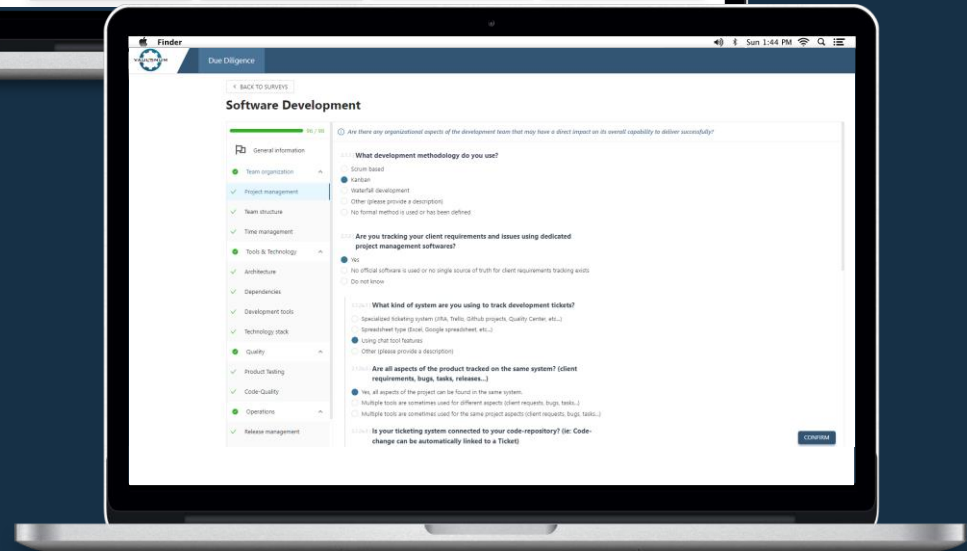 Finder
Sun 1:44 PM
VAULTINUM
Due Diligence
< BACK TO SURVEYS
Software Development
Are there any organizational aspects of the development team that may have a direct impact on its overall capability to deliver successfully?
General information
Team organization
Project management
Team structure
Time management
Tools & Technology
Architecture
Dependencies
Development tools
Technology stack
Quality
Product Testing
Code-Quality
Operations
Release management
What development methodology do you use?
Scrum based
Kanban
Waterfall development
Other (please provide a description)
No formal method is used or has been defined
Are you tracking your client requirements and issues using dedicated
project management softwares?
Yes
No official software is used or no single source of truth for client requirements tracking exists
Do not know
What kind of system are you using to track development tickets?
Specialized ticketing system (JIRA, Trello, Github projects, Quality Center, etc...)
Spreadsheet type (Excel, Google spreadsheet, etc...)
Using chat tool features
Other (please provide a description)
Are all aspects of the product tracked on the same system? (client
requirements, bugs, tasks, releases...)
Yes, all aspects of the project can be found in the same system.
Multiple tools are sometimes used for different aspects (client requests, bugs, tasks...)
Multiple tools are sometimes used for the same project aspects (client requests, bugs, tasks...)
Is your ticketing system connected to your code-repository? (ie: Code-
change can be automatically linked to a Ticket)
CONFIRM